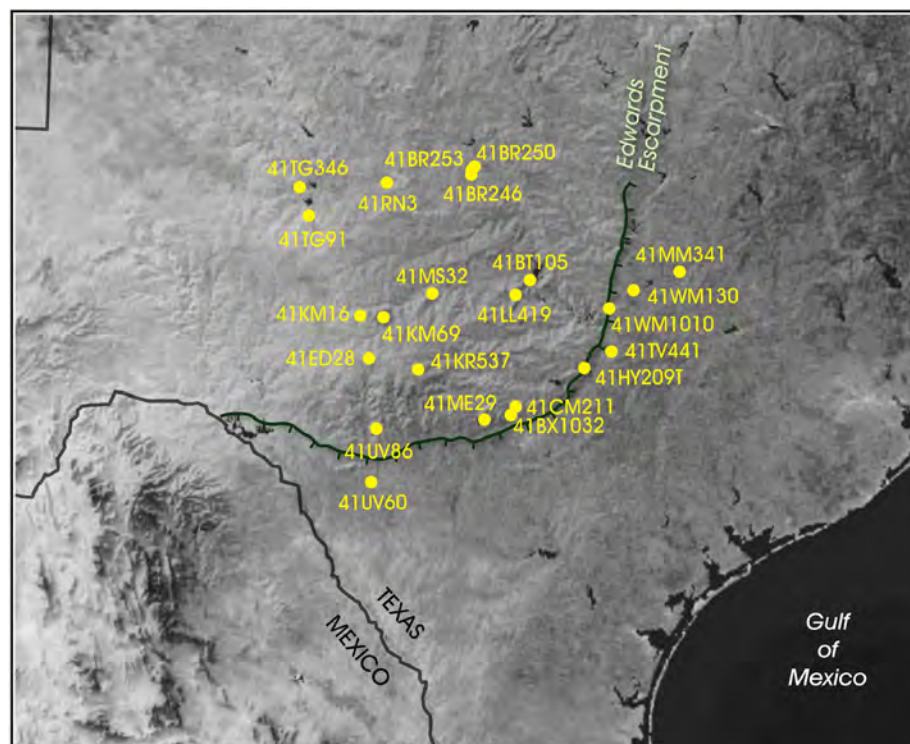 Edwards
Escarpment
41BR250
41BR253
41TG346
41BR246
41RN3
41TG91
41MM341
41BT105
41MS32
41WM130
41LL419
41KM16
41WM1010
41KM69
41TV441
41ED28
41KR537
41HY209T
41ME29
41CM211
41BX1032
41UV86
41UV60
TEXAS
MEXICO
Gulf
of
Mexico